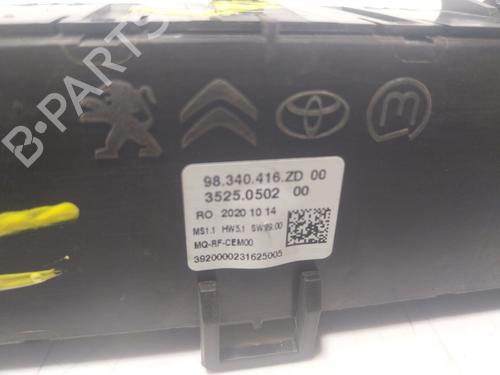 B-PARTS
98.340.416.ZD 00
3525.0502 00
RO 2020 10 14
MS1.1 HW5.1 SW99.00
MQ-RF-CEM00
3920000231625005